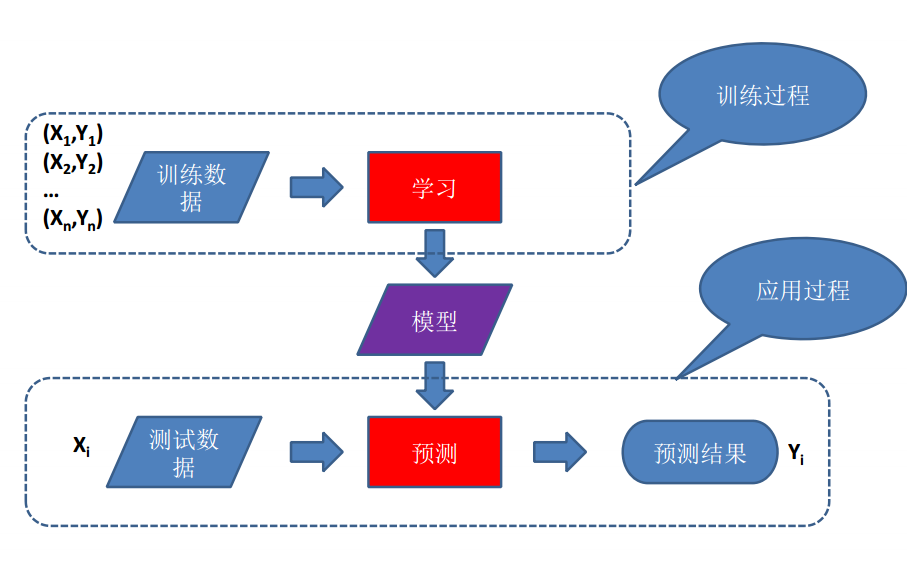 训练过程
(X1,Y1)
(X2,Y2)
...
(Xn,Yn)
训练数
据
学习
模型
应用过程
Xi
测试数
据
预测
预测结果
Yi